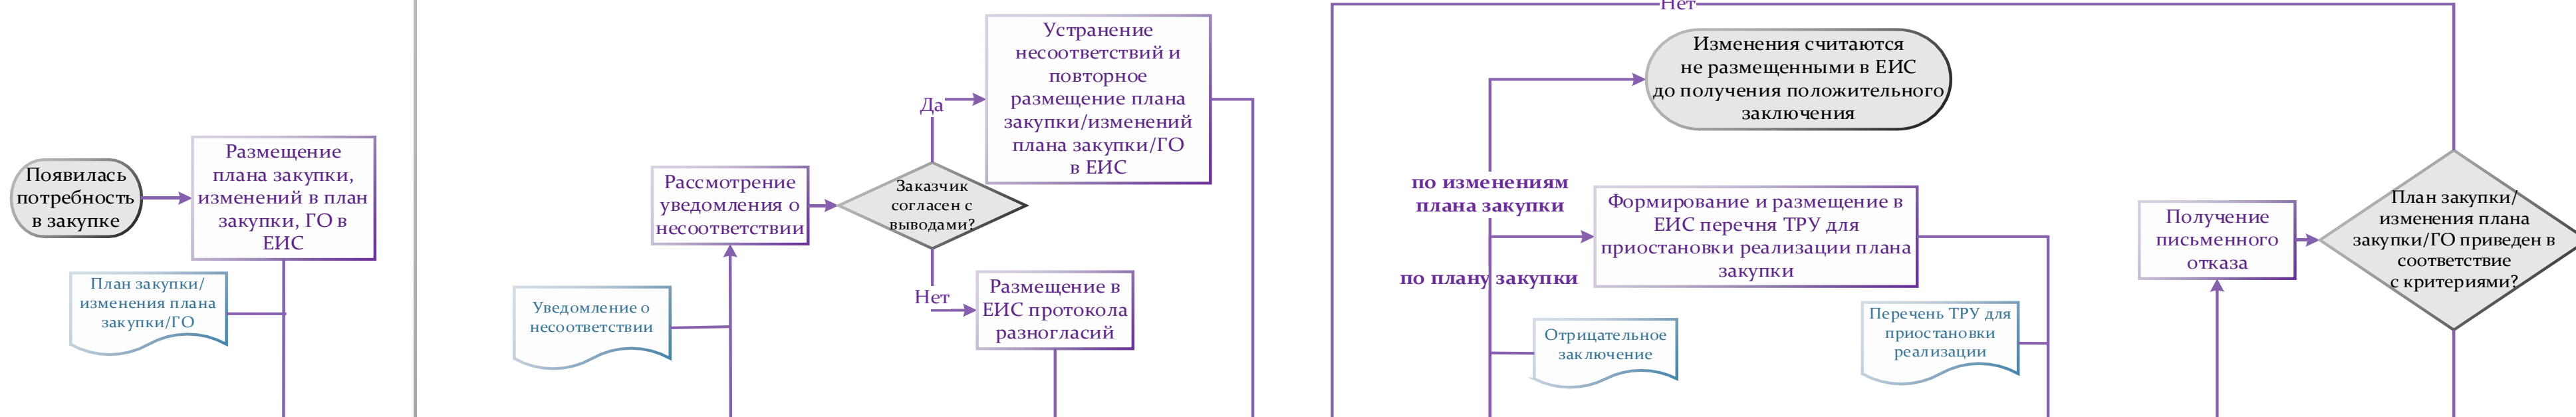 Появилась
потребность
в закупке
Размещение
плана закупки,
изменений в план
закупки, ГО в
ЕИС
План закупки/
изменения плана
закупки/ГО
Уведомление о
несоответствии
Рассмотрение
уведомления о
несоответствии
Заказчик
согласен с
выводами?
Да
Устранение
несоответствий и
повторное
размещение плана
закупки/изменений
плана закупки/ГО
в ЕИС
Нет
Размещение в
ЕИС протокола
разногласий
Нет
Изменения считаются
не размещенными в ЕИС
до получения положительного
заключения
по изменениям
плана закупки
Формирование и размещение в
ЕИС перечня ТРУ для
приостановки реализации плана
закупки
по плану закупки
Отрицательное
заключение
Перечень ТРУ для
приостановки
реализации
Получение
письменного
отказа
План закупки/
изменения плана
закупки/ГО приведен в
соответствие
с критериями?